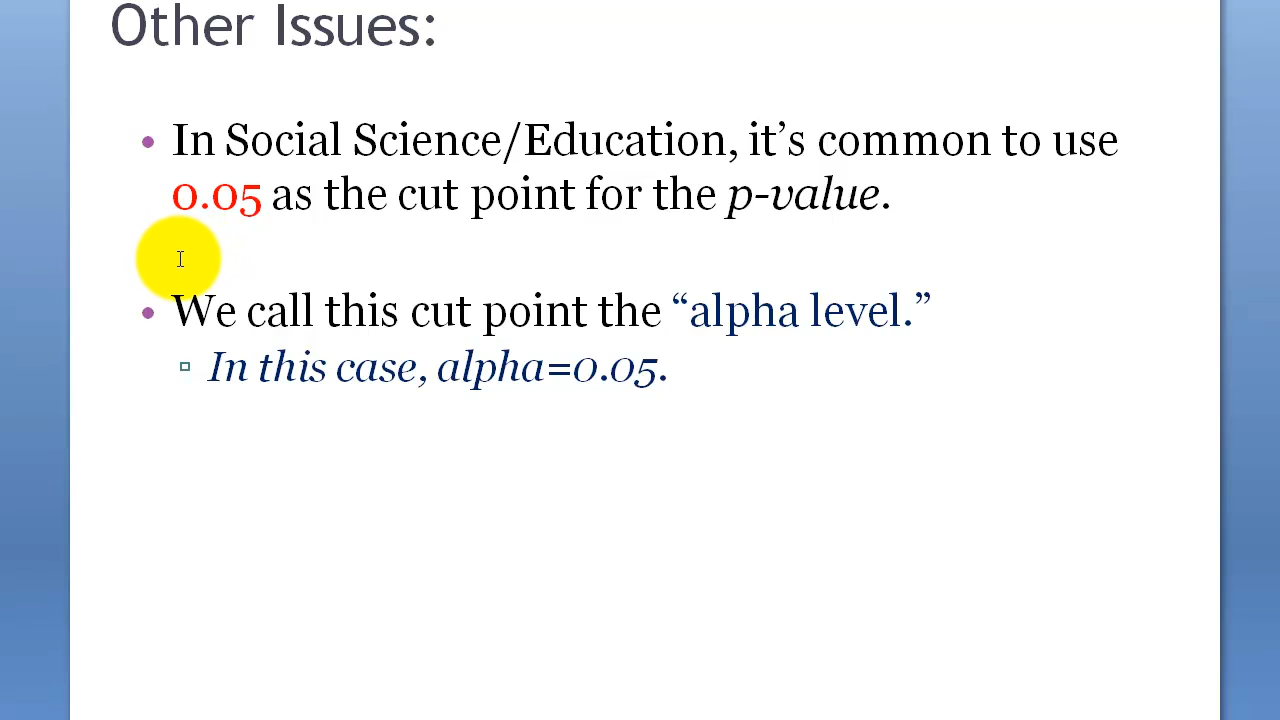 Other Issues:
• In Social Science/Education, it’s common to use
0.05 as the cut point for the p-value.
• We call this cut point the “alpha level.”
▫ In this case, alpha=0.05.